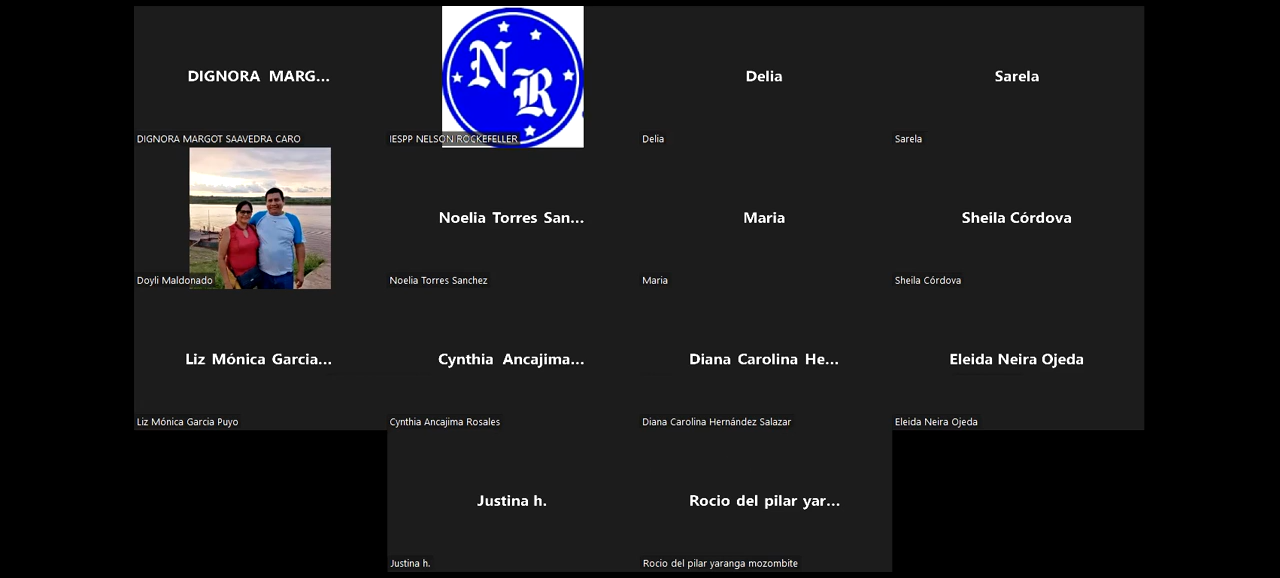 DIGNORA MARG...
DIGNORA MARGOT SAAVEDRA CARO
N
R
IESPP NELSON ROCKEFELLER
Delia
Delia
Sarela
Sarela
Doyli Maldonado
Noelia Torres San...
Noelia Torres Sanchez
Maria
Maria
Sheila Córdova
Sheila Córdova
Liz Mónica Garcia...
Liz Mónica Garcia Puyo
Cynthia Ancajima...
Cynthia Ancajima Rosales
Diana Carolina He...
Diana Carolina Hernández Salazar
Eleida Neira Ojeda
Eleida Neira Ojeda
Justina h.
Justina h.
Rocio del pilar yar...
Rocio del pilar yaranga mozombite